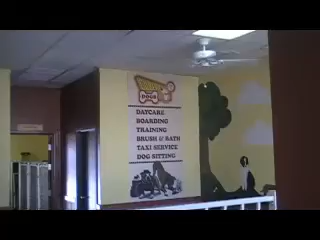 DOGS
DAYCARE
BOARDING
TRAINING
BRUSH & BATH
TAXI SERVICE
DOG SITTING